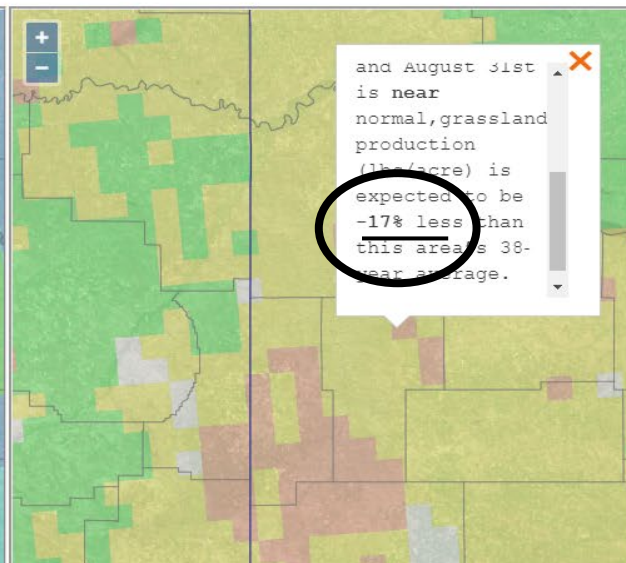 +
−
and August 31st
is near
normal,grassland
production
(lbs/acre) is
expected to be
-17% less than
this area's 38-
year average.